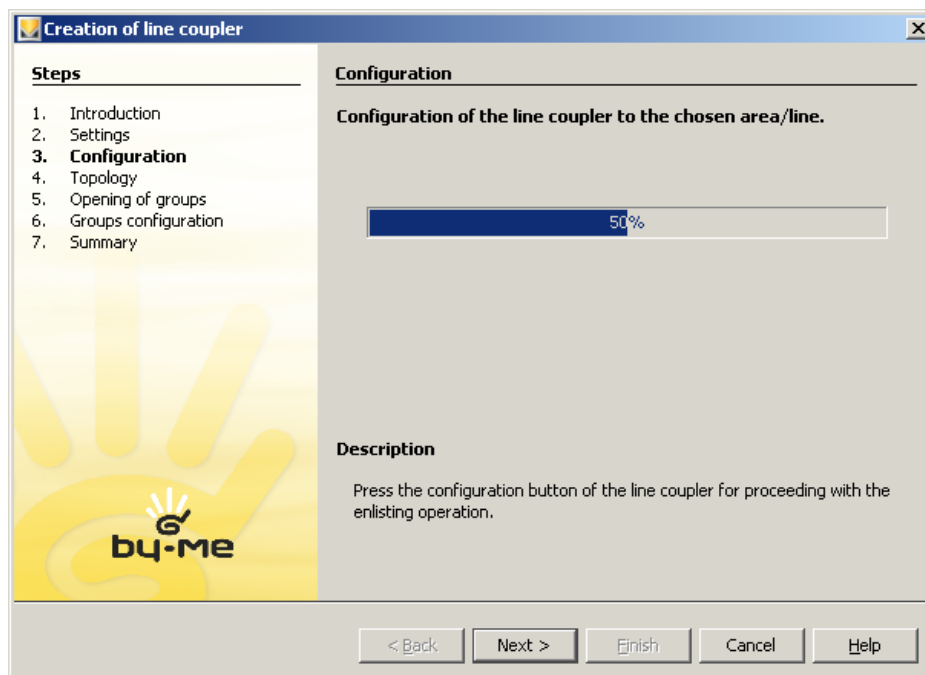 Creation of line coupler
Steps
1. Introduction
2. Settings
3. Configuration
4. Topology
5. Opening of groups
6. Groups configuration
7. Summary
by-me
Configuration
Configuration of the line coupler to the chosen area/line.
50%
Description
Press the configuration button of the line coupler for proceeding with the
enlisting operation.
< Back Next > Finish Cancel Help